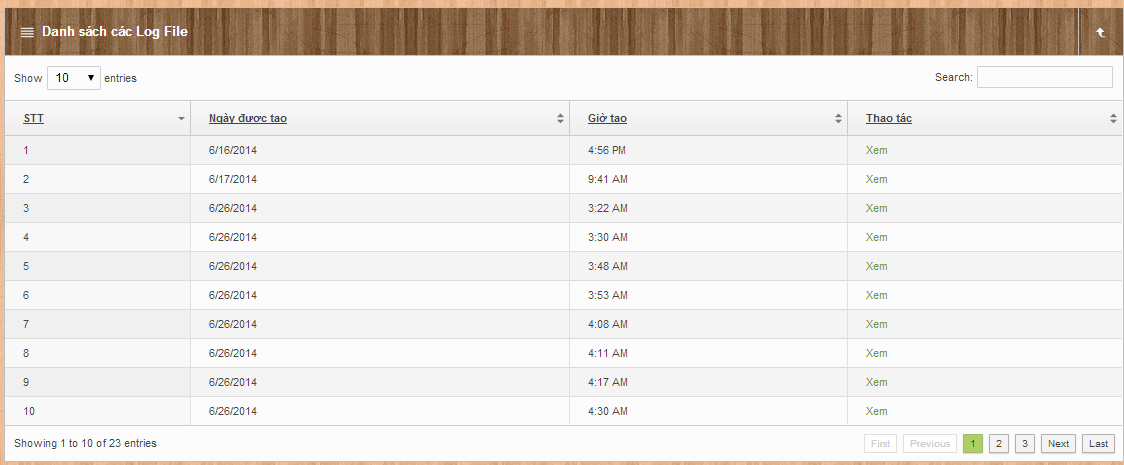 Danh sách các Log File
Show 10 entries Search:
STT Ngày được tạo Giờ tạo Thao tác
1 6/16/2014 4:56 PM Xem
2 6/17/2014 9:41 AM Xem
3 6/26/2014 3:22 AM Xem
4 6/26/2014 3:30 AM Xem
5 6/26/2014 3:48 AM Xem
6 6/26/2014 3:53 AM Xem
7 6/26/2014 4:08 AM Xem
8 6/26/2014 4:11 AM Xem
9 6/26/2014 4:17 AM Xem
10 6/26/2014 4:30 AM Xem
Showing 1 to 10 of 23 entries First Previous 1 2 3 Next Last